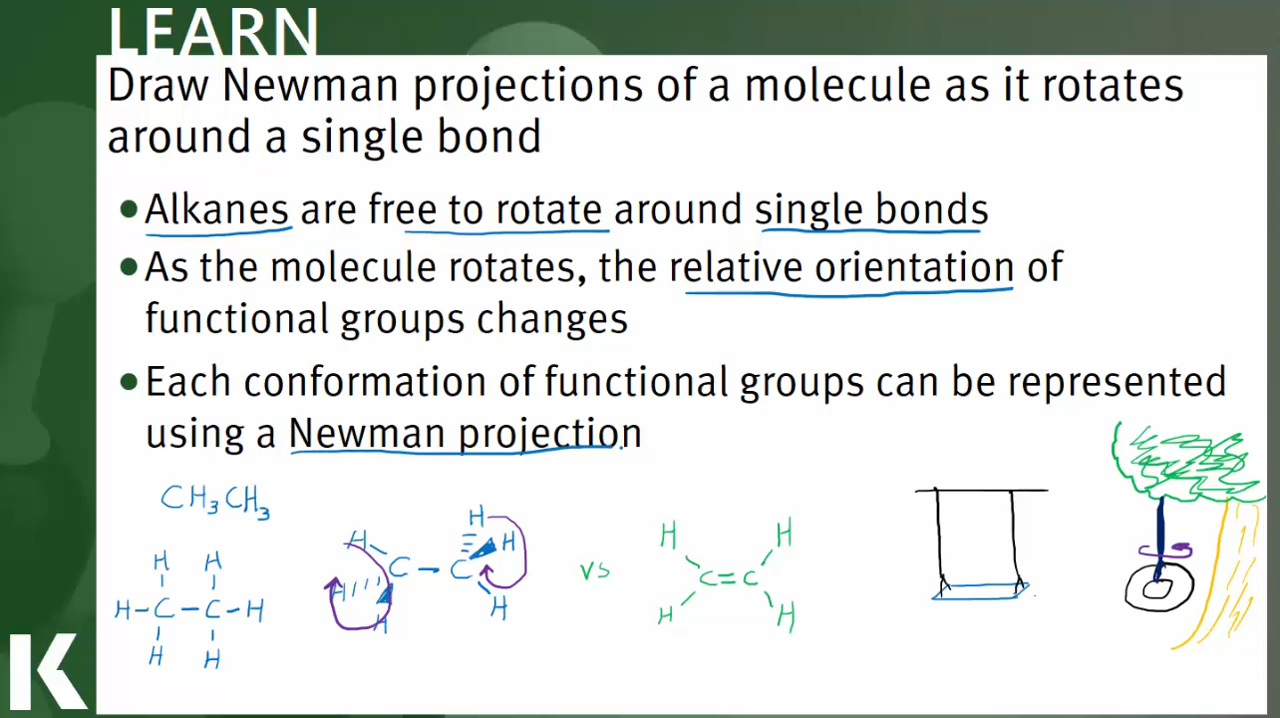 LEARN
Draw Newman projections of a molecule as it rotates
around a single bond
•Alkanes are free to rotate around single bonds
•As the molecule rotates, the relative orientation of
functional groups changes
•Each conformation of functional groups can be represented
using a Newman projection
CH₃CH₃
H H
H-C-C-H
H H
H H H
C-C
H H H
vs
H H
C=C
H H
K